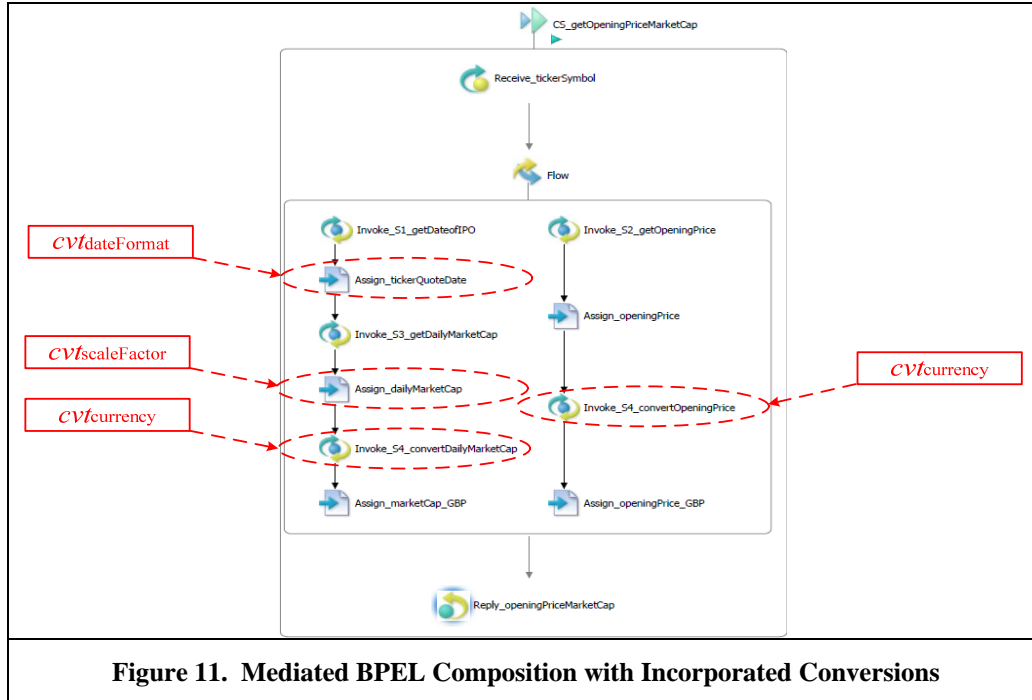 CS_getOpeningPriceMarketCap
Receive_tickerSymbol
Flow
cvtdateFormat
Invoke_S1_getDateofIPO
Invoke_S2_getOpeningPrice
Assign_tickerQuoteDate
Assign_openingPrice
Invoke_S3_getDailyMarketCap
cvtscaleFactor
Assign_dailyMarketCap
cvtcurrency
cvtcurrency
Invoke_S4_convertOpeningPrice
Invoke_S4_convertDailyMarketCap
Assign_marketCap_GBP
Assign_openingPrice_GBP
Reply_openingPriceMarketCap
Figure 11. Mediated BPEL Composition with Incorporated Conversions